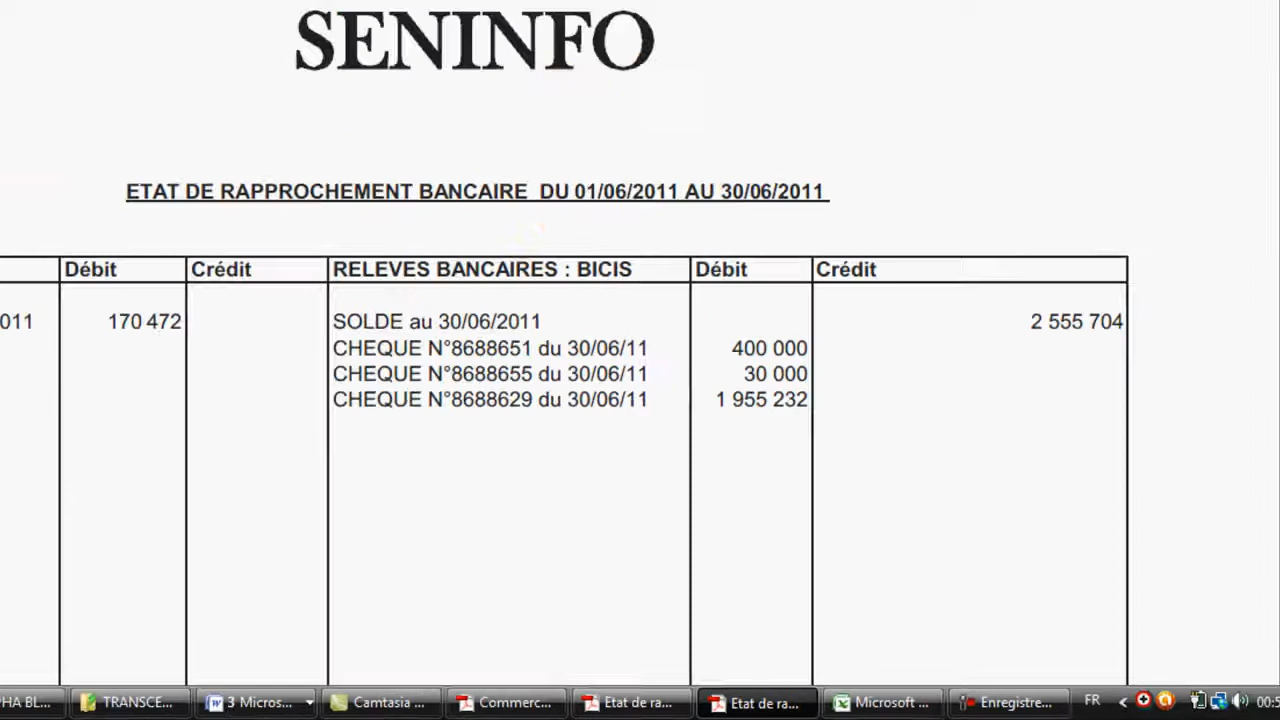 SENINFO
ETAT DE RAPPROCHEMENT BANCAIRE DU 01/06/2011 AU 30/06/2011
Débit Crédit RELEVES BANCAIRES : BICIS Débit Crédit
011 170 472 SOLDE au 30/06/2011 2 555 704
CHEQUE N°8688651 du 30/06/11 400 000
CHEQUE N°8688655 du 30/06/11 30 000
CHEQUE N°8688629 du 30/06/11 1 955 232
HA BL... TRANSCE... 3 Micros... Camtasia ... Commerc... Etat de ra... Etat de ra... Microsoft ... Enregistre... FR < 00: